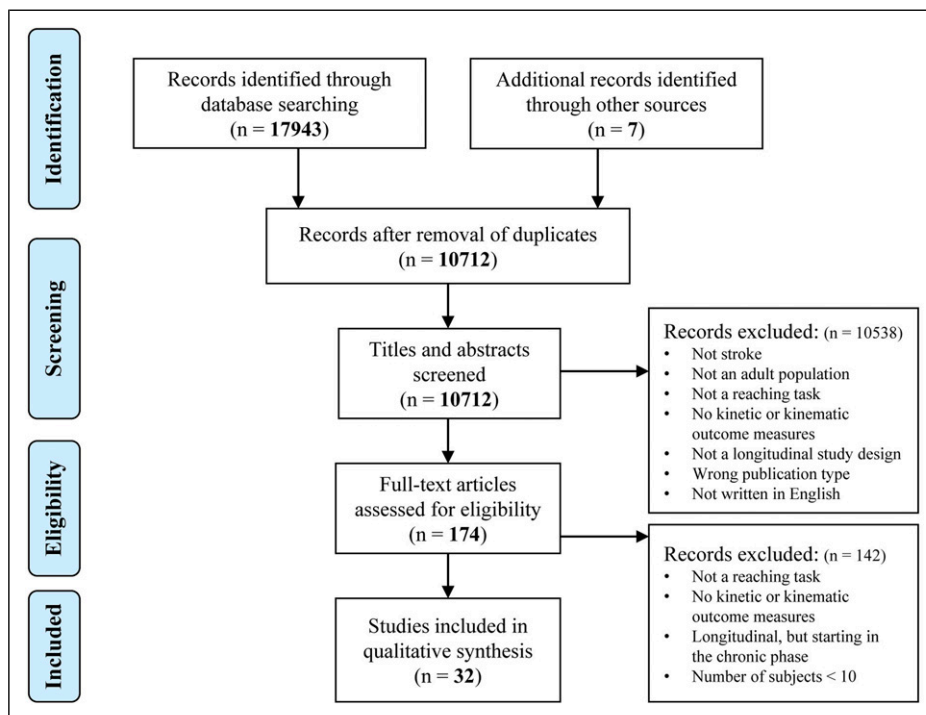 Identification
Records identified through
database searching
(n = 17943)
Additional records identified
through other sources
(n = 7)
Records after removal of duplicates
(n = 10712)
Screening
Titles and abstracts
screened
(n = 10712)
Records excluded: (n = 10538)
• Not stroke
• Not an adult population
• Not a reaching task
• No kinetic or kinematic
outcome measures
• Not a longitudinal study design
• Wrong publication type
• Not written in English
Eligibility
Full-text articles
assessed for eligibility
(n = 174)
Records excluded: (n = 142)
• Not a reaching task
• No kinetic or kinematic
outcome measures
• Longitudinal, but starting in
the chronic phase
• Number of subjects < 10
Included
Studies included in
qualitative synthesis
(n = 32)